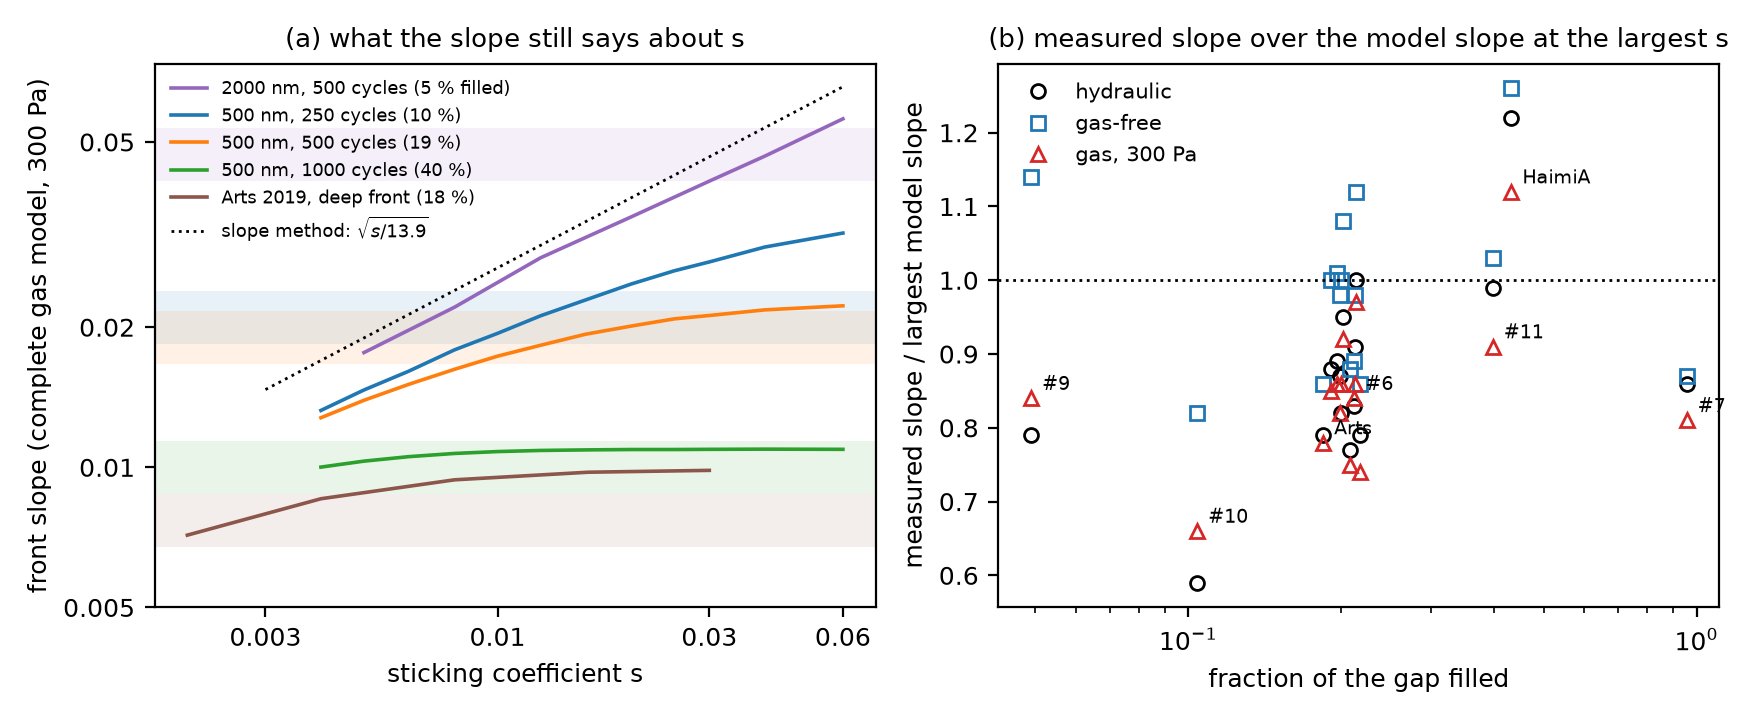 (a) what the slope still says about s
front slope (complete gas model, 300 Pa)
0.05
0.02
0.01
0.005
2000 nm, 500 cycles (5 % filled)
500 nm, 250 cycles (10 %)
500 nm, 500 cycles (19 %)
500 nm, 1000 cycles (40 %)
Arts 2019, deep front (18 %)
slope method: √s/13.9
0.003
0.01
0.03
0.06
sticking coefficient s
(b) measured slope over the model slope at the largest s
measured slope / largest model slope
1.2
1.1
1.0
0.9
0.8
0.7
0.6
hydraulic
gas-free
gas, 300 Pa
HaimiA
#11
#9
#6
#7
Arts
#10
10⁻¹
10⁰
fraction of the gap filled